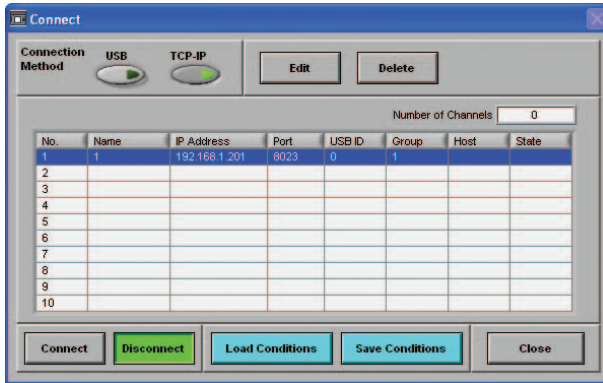 Connect
Connection Method USB TCP-IP Edit Delete
Number of Channels 0
No. Name IP Address Port USB ID Group Host State
1 1 192.168.1.201 8023 0 1
2
3
4
5
6
7
8
9
10
Connect Disconnect Load Conditions Save Conditions Close